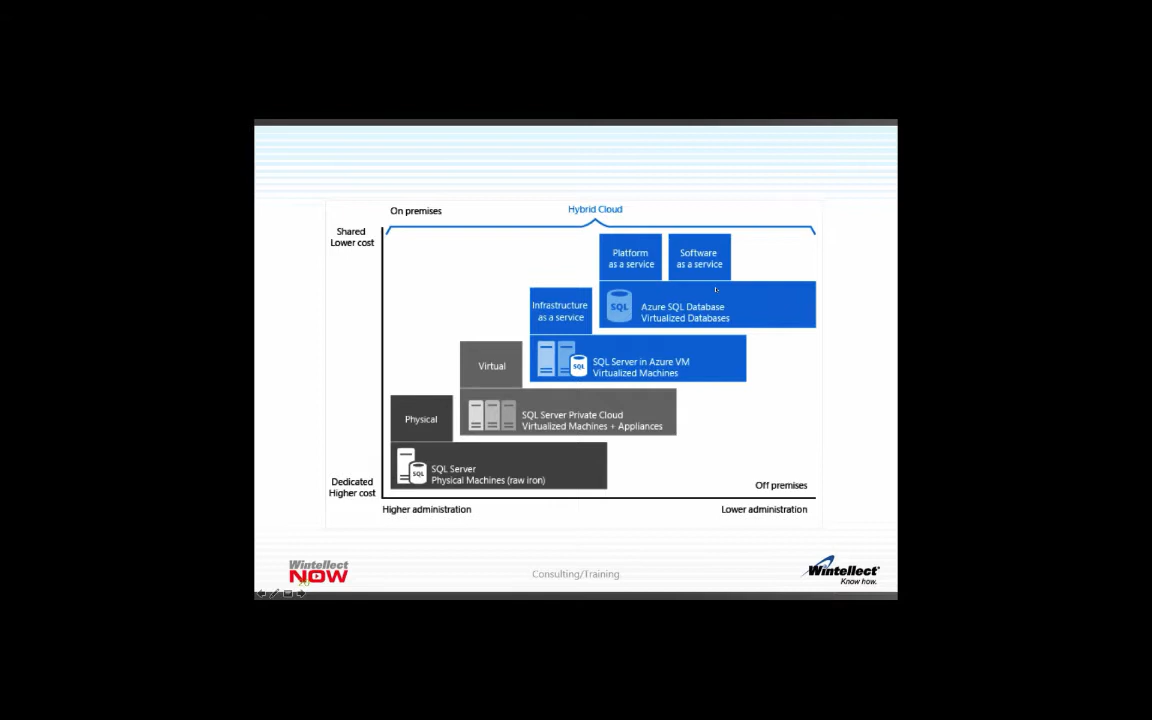 On premises
Hybrid Cloud
Shared
Lower cost
Platform
as a service
Software
as a service
SQL
Azure SQL Database
Virtualized Databases
Infrastructure
as a service
SQL
SQL Server in Azure VM
Virtualized Machines
Virtual
SQL Server Private Cloud
Virtualized Machines + Appliances
Physical
SQL
SQL Server
Physical Machines (raw iron)
Dedicated
Higher cost
Off premises
Higher administration
Lower administration
Wintellect
NOW
Consulting/Training
Wintellect
Know how.